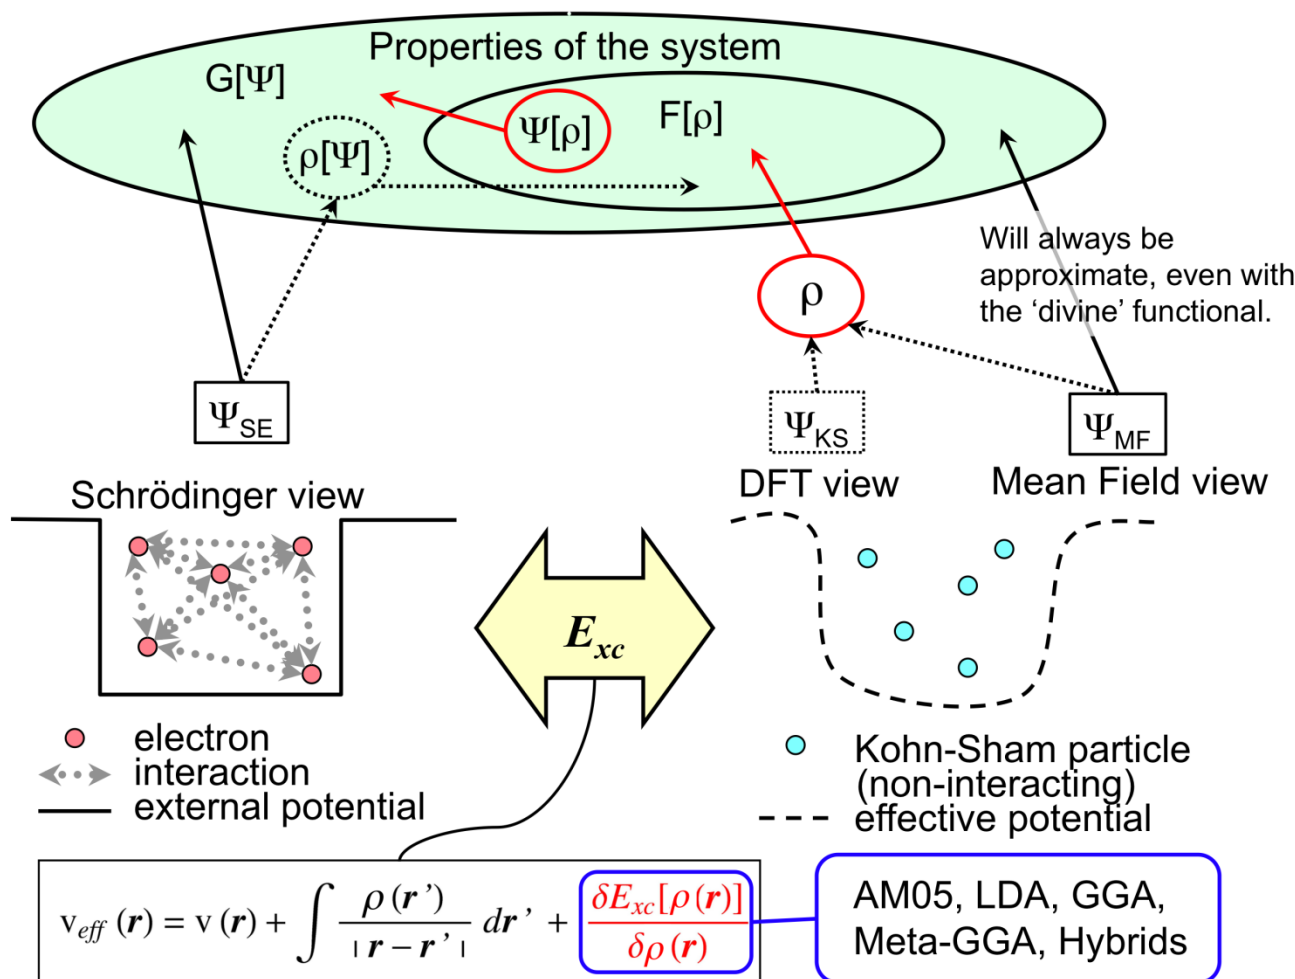 Properties of the system
G[Ψ]
Ψ[ρ]
F[ρ]
ρ[Ψ]
Will always be
approximate, even with
the ‘divine’ functional.
ρ
Ψ_SE
Ψ_KS
Ψ_MF
Schrödinger view
DFT view
Mean Field view
E_xc
electron
interaction
external potential
Kohn-Sham particle
(non-interacting)
effective potential
v_eff (r) = v (r) + ∫ ρ (r’) / | r − r’ | dr’ + δE_xc[ρ(r)] / δρ(r)
AM05, LDA, GGA,
Meta-GGA, Hybrids